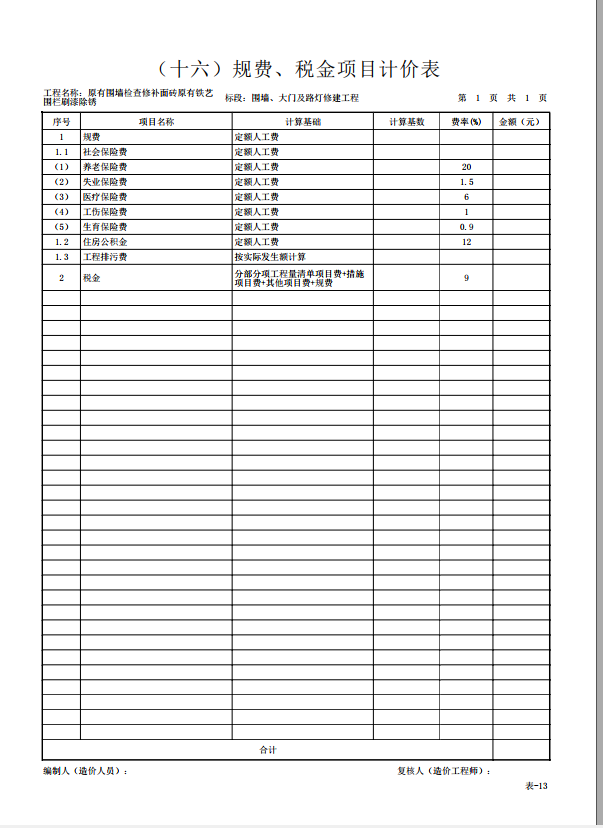 （十六）规费、税金项目计价表
工程名称：原有围墙检查修补面砖原有铁艺
围栏刷漆除锈
标段：围墙、大门及路灯修建工程
第 1 页 共 1 页
序号 项目名称 计算基础 计算基数 费率(%) 金额（元）
1 规费 定额人工费
1.1 社会保险费 定额人工费
（1） 养老保险费 定额人工费 20
（2） 失业保险费 定额人工费 1.5
（3） 医疗保险费 定额人工费 6
（4） 工伤保险费 定额人工费 1
（5） 生育保险费 定额人工费 0.9
1.2 住房公积金 定额人工费 12
1.3 工程排污费 按实际发生额计算
2 税金 分部分项工程量清单项目费+措施
项目费+其他项目费+规费 9
合计
编制人（造价人员）： 复核人（造价工程师）：
表-13